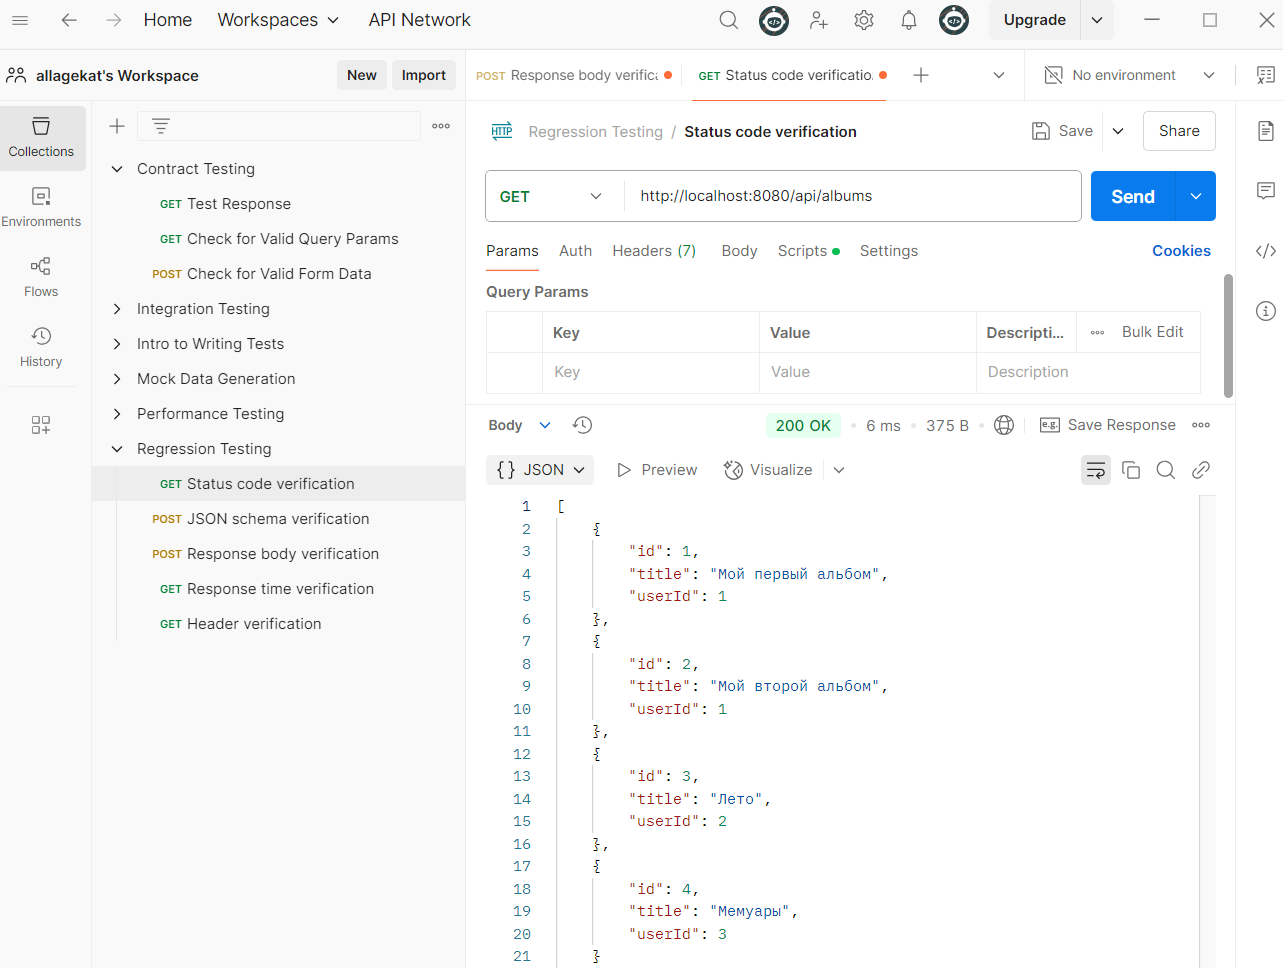 Home Workspaces API Network Upgrade
allagekat's Workspace New Import
POST Response body verific GET Status code verificatio No environment
Collections
Environments
Flows
History
Contract Testing
GET Test Response
GET Check for Valid Query Params
POST Check for Valid Form Data
Integration Testing
Intro to Writing Tests
Mock Data Generation
Performance Testing
Regression Testing
GET Status code verification
POST JSON schema verification
POST Response body verification
GET Response time verification
GET Header verification
HTTP Regression Testing / Status code verification Save Share
GET http://localhost:8080/api/albums Send
Params Auth Headers (7) Body Scripts Settings Cookies
Query Params
Key Value Descripti... Bulk Edit
Key Value Description
Body 200 OK 6 ms 375 B e.g. Save Response
{} JSON Preview Visualize
1 [
2 {
3 "id": 1,
4 "title": "Мой первый альбом",
5 "userId": 1
6 },
7 {
8 "id": 2,
9 "title": "Мой второй альбом",
10 "userId": 1
11 },
12 {
13 "id": 3,
14 "title": "Лето",
15 "userId": 2
16 },
17 {
18 "id": 4,
19 "title": "Мемуары",
20 "userId": 3
21 }